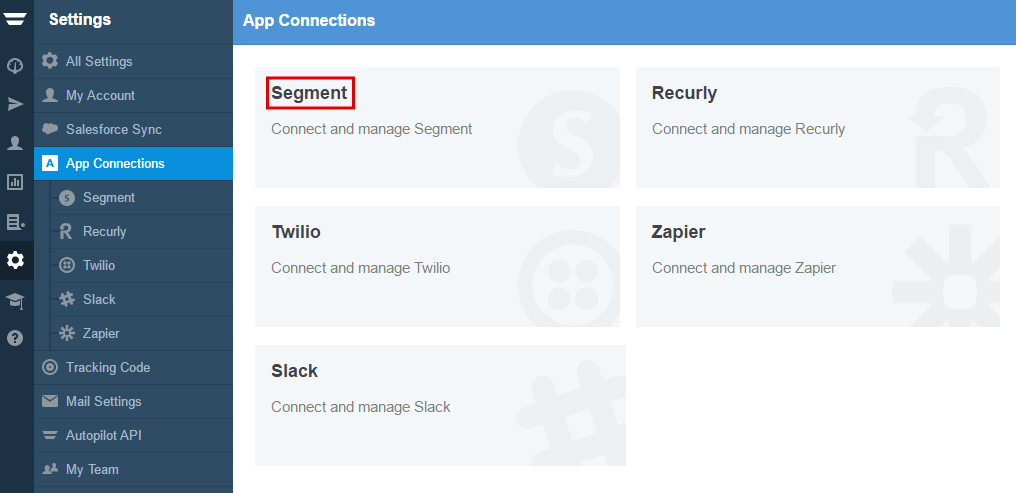 Settings
All Settings
My Account
Salesforce Sync
A App Connections
Segment
Recurly
Twilio
Slack
Zapier
Tracking Code
Mail Settings
Autopilot API
My Team
App Connections
Segment
Connect and manage Segment
Recurly
Connect and manage Recurly
Twilio
Connect and manage Twilio
Zapier
Connect and manage Zapier
Slack
Connect and manage Slack